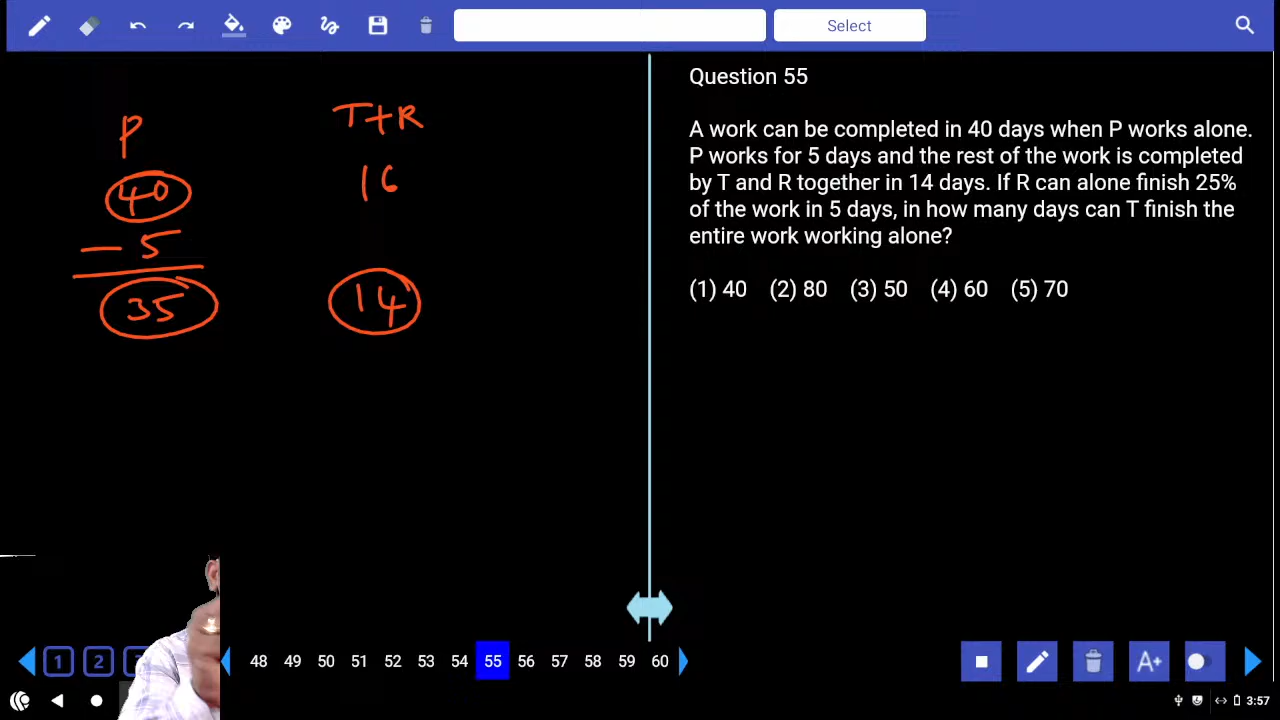 Select
P
T+R
40
16
- 5
35
14
Question 55
A work can be completed in 40 days when P works alone.
P works for 5 days and the rest of the work is completed
by T and R together in 14 days. If R can alone finish 25%
of the work in 5 days, in how many days can T finish the
entire work working alone?
(1) 40 (2) 80 (3) 50 (4) 60 (5) 70
1 2 48 49 50 51 52 53 54 55 56 57 58 59 60 A+
3:57